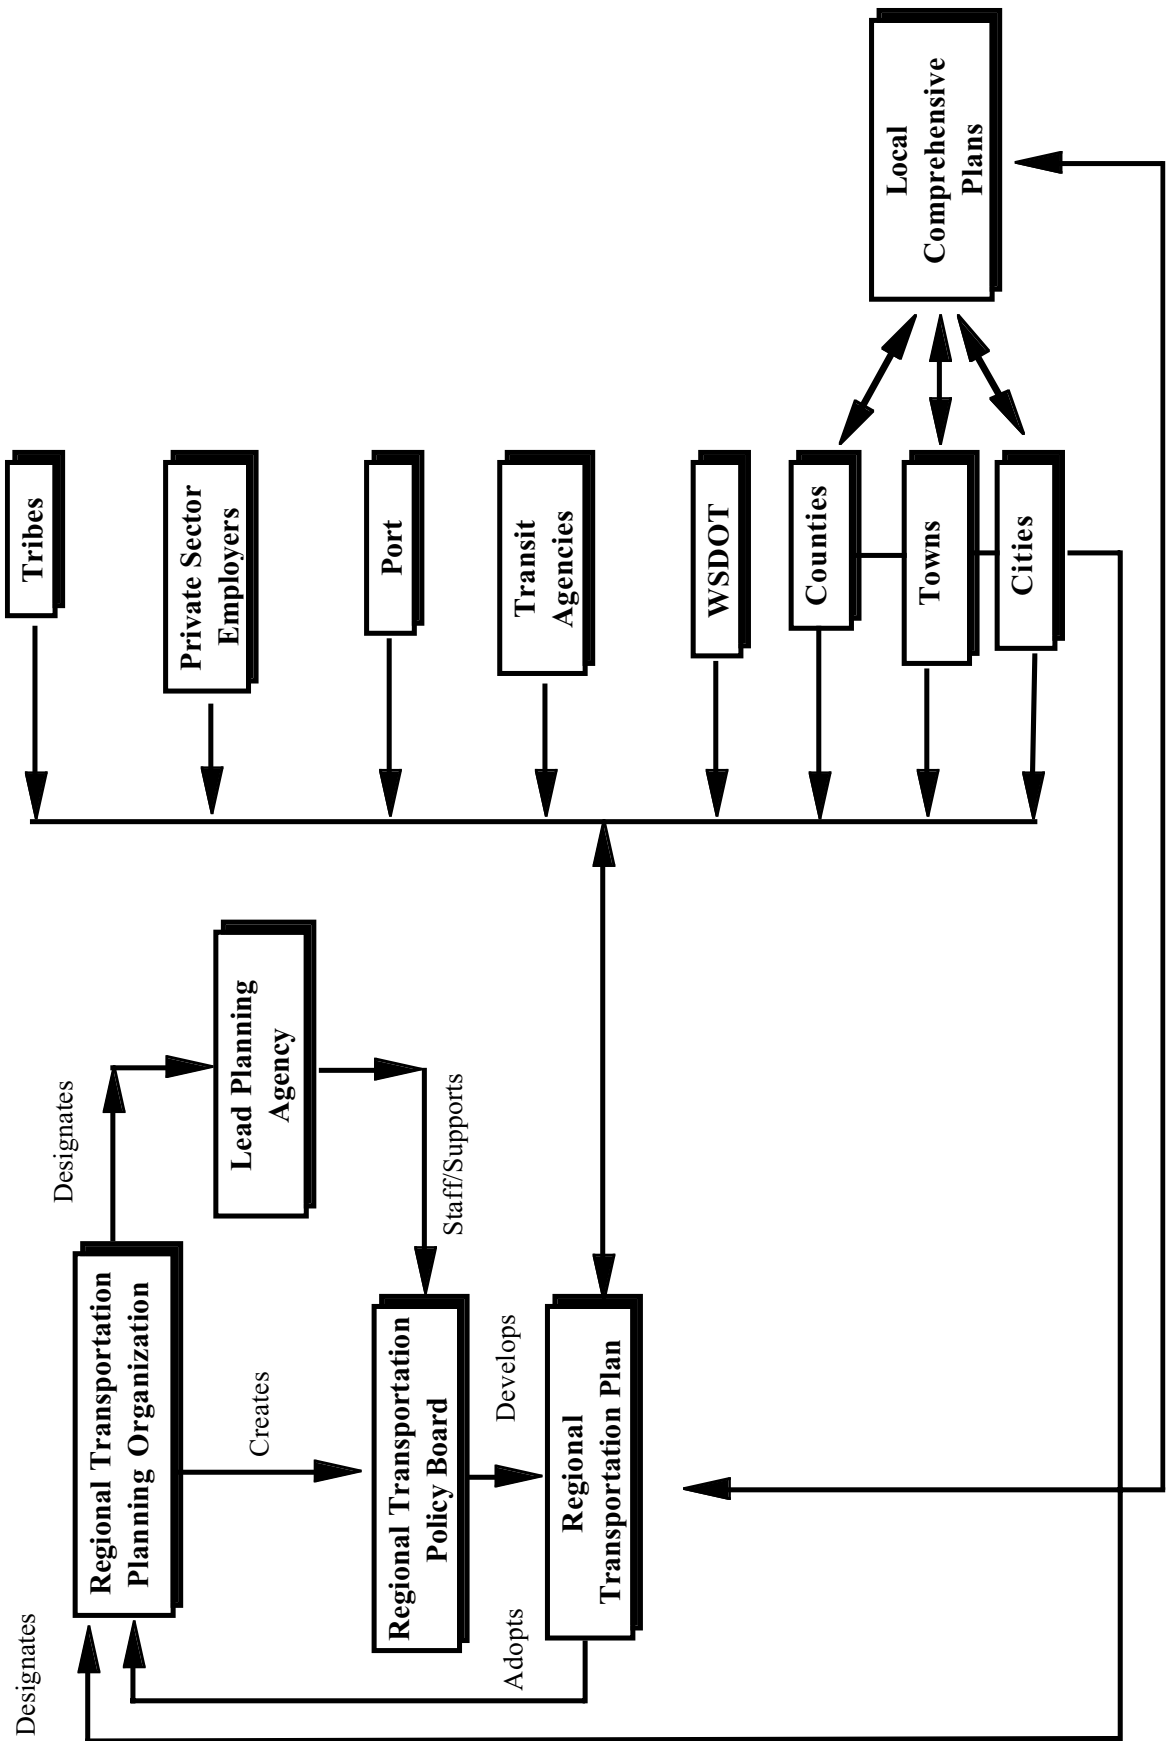 Designates
Regional Transportation
Planning Organization
Designates
Creates
Lead Planning
Agency
Regional Transportation
Policy Board
Staff/Supports
Adopts
Develops
Regional
Transportation Plan
Tribes
Private Sector
Employers
Port
Transit
Agencies
WSDOT
Counties
Towns
Cities
Local
Comprehensive
Plans